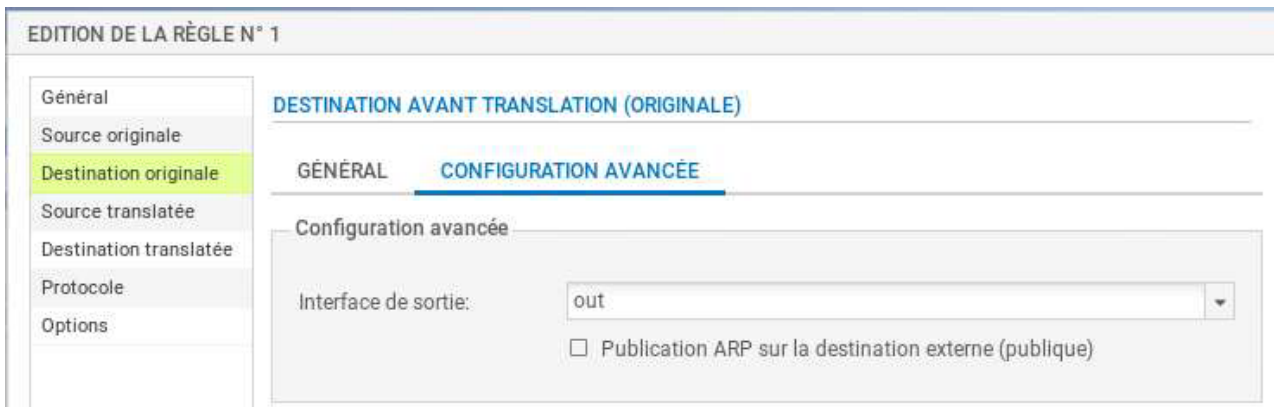 EDITION DE LA RÈGLE N° 1
Général
Source originale
Destination originale
Source translatée
Destination translatée
Protocole
Options
DESTINATION AVANT TRANSLATION (ORIGINALE)
GÉNÉRAL CONFIGURATION AVANCÉE
Configuration avancée
Interface de sortie: out
Publication ARP sur la destination externe (publique)